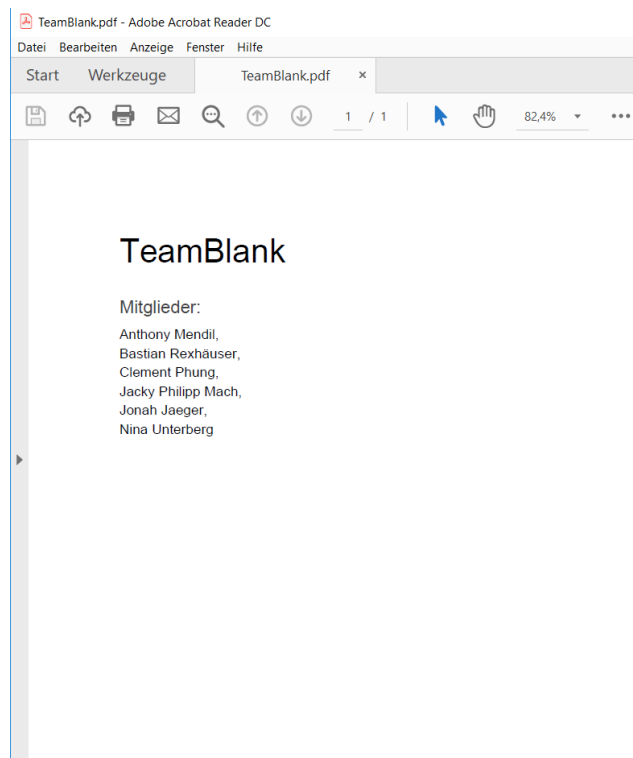 TeamBlank.pdf - Adobe Acrobat Reader DC
Datei Bearbeiten Anzeige Fenster Hilfe
Start Werkzeuge TeamBlank.pdf ×
1 / 1 82,4%
TeamBlank
Mitglieder:
Anthony Mendil,
Bastian Rexhäuser,
Clement Phung,
Jacky Philipp Mach,
Jonah Jaeger,
Nina Unterberg